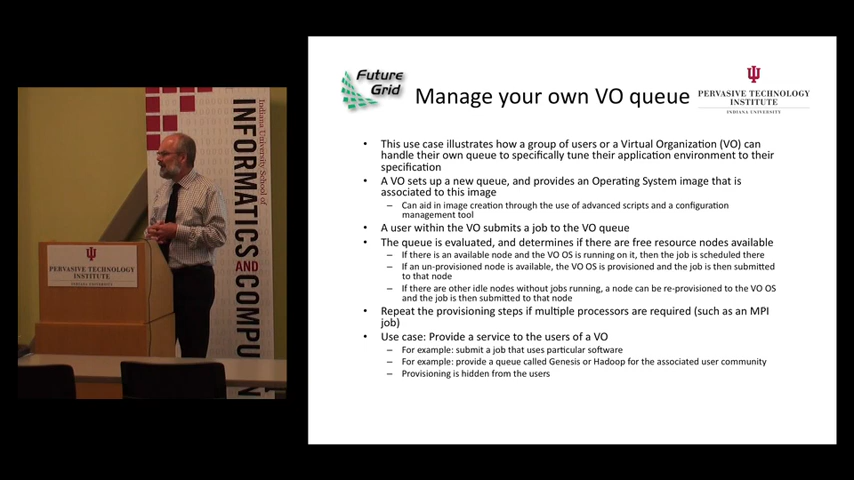 Indiana University School of
INFORMATICS AND COMPU
PERVASIVE TECHNOLOGY
INSTITUTE
INDIANA UNIVERSITY
Future
Grid
Manage your own VO queue
PERVASIVE TECHNOLOGY
INSTITUTE
INDIANA UNIVERSITY
• This use case illustrates how a group of users or a Virtual Organization (VO) can
handle their own queue to specifically tune their application environment to their
specification
• A VO sets up a new queue, and provides an Operating System image that is
associated to this image
– Can aid in image creation through the use of advanced scripts and a configuration
management tool
• A user within the VO submits a job to the VO queue
• The queue is evaluated, and determines if there are free resource nodes available
– If there is an available node and the VO OS is running on it, then the job is scheduled there
– If an un-provisioned node is available, the VO OS is provisioned and the job is then submitted
to that node
– If there are other idle nodes without jobs running, a node can be re-provisioned to the VO OS
and the job is then submitted to that node
• Repeat the provisioning steps if multiple processors are required (such as an MPI
job)
• Use case: Provide a service to the users of a VO
– For example: submit a job that uses particular software
– For example: provide a queue called Genesis or Hadoop for the associated user community
– Provisioning is hidden from the users